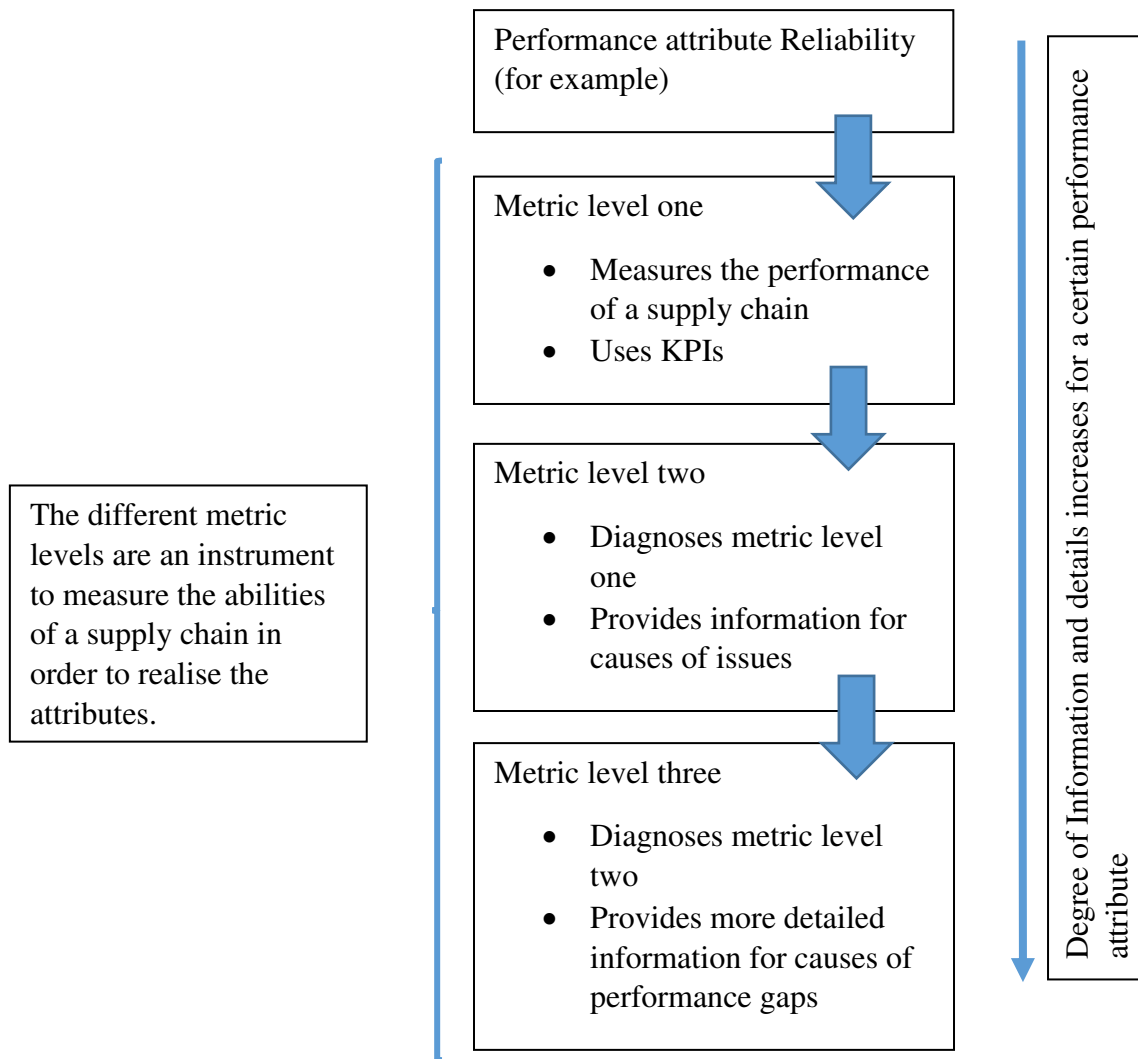 Performance attribute Reliability
(for example)
Metric level one
• Measures the performance
of a supply chain
• Uses KPIs
Metric level two
• Diagnoses metric level
one
• Provides information for
causes of issues
Metric level three
• Diagnoses metric level
two
• Provides more detailed
information for causes of
performance gaps
The different metric
levels are an instrument
to measure the abilities
of a supply chain in
order to realise the
attributes.
Degree of Information and details increases for a certain performance
attribute